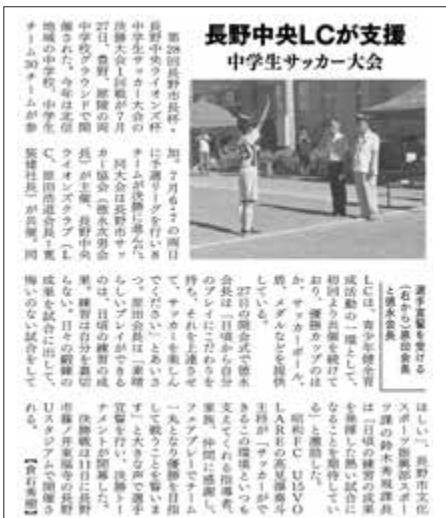 長野中央LCが支援
中学生サッカー大会
第28回長野市長杯・
長野中央ライオンズ杯
中学生サッカー大会の
決勝大会1回戦が7月
27日、豊野、犀陵の両
中学校グラウンドで開
催された。今年は北信
地域の中学校、中学生
チーム30チームが参
加。7月6・7の両日
に予選リーグを行い8
チームが決勝に進んだ。
同大会は長野市サッ
カー協会(徳永次男会
長)が主催、長野中央
ライオンズクラブ(L
C、原田浩道会長=
社長)が共催。同
選手宣誓を受ける
(右から)原田会長
と徳永会長
LCは、青少年健全育
成活動の一環として、
初回より共催を続けて
おり、優勝カップのほ
か、サッカーボール、
盾、メダルなどを提供
している。
27日の開会式で徳永
会長は「日頃から自分
のプレイにこだわりを
持ち、それを上達させ
て、サッカーを楽しん
でください」とあいさ
つ。原田会長は「素晴
らしいプレイができる
のは、日頃の練習の成
果。練習は自分を裏切
らない。日々の鍛練の
成果を試合に出して、
悔いのない試合をして
ほしい」、長野市文化
スポーツ振興部スポー
ツ課の鈴木秀規課長
は「日頃の練習の成果
を発揮した熱い試合に
なることを期待してい
る」と激励した。
昭和FC U15VO
LAREの高見澤奏斗
主将が「サッカーがで
きるこの環境といつも
支えてくれる指導者、
家族、仲間に感謝し、
フェアプレーでチーム
一丸となり優勝を目指
して戦うことを誓いま
す」と大きな声で選手
宣誓を行い、決勝トー
ナメントが開幕した。
決勝戦は11日に長野
市篠ノ井東福寺の長野
Uスタジアムで開催さ
れる。【倉石秀樹】